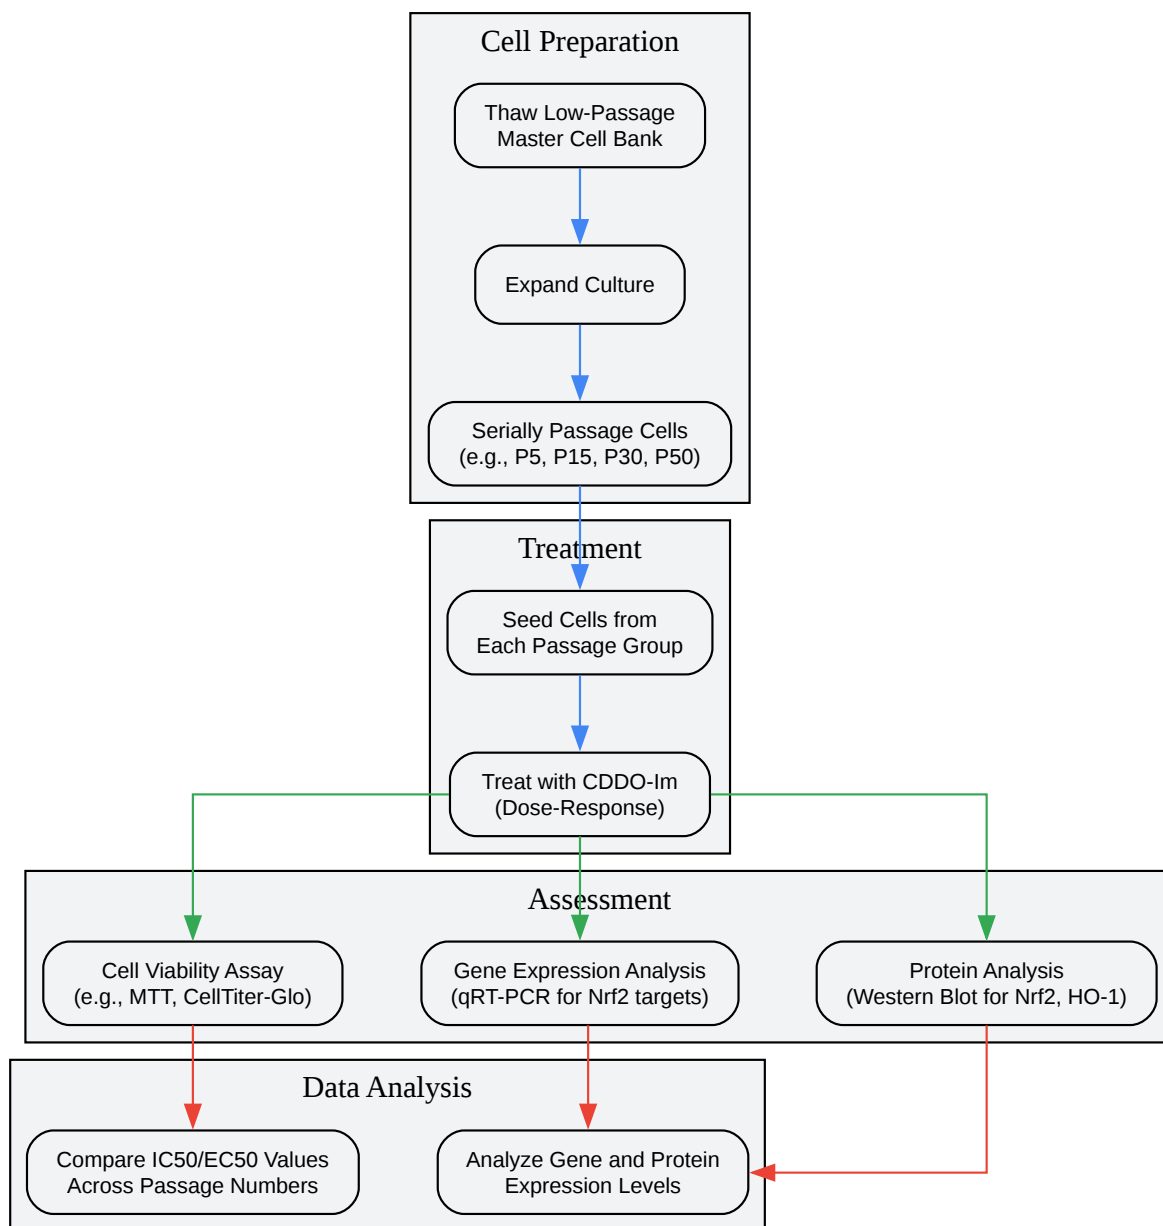 Cell Preparation
Thaw Low-Passage
Master Cell Bank
Expand Culture
Serially Passage Cells
(e.g., P5, P15, P30, P50)
Treatment
Seed Cells from
Each Passage Group
Treat with CDDO-Im
(Dose-Response)
Assessment
Cell Viability Assay
(e.g., MTT, CellTiter-Glo)
Gene Expression Analysis
(qRT-PCR for Nrf2 targets)
Protein Analysis
(Western Blot for Nrf2, HO-1)
Data Analysis
Compare IC50/EC50 Values
Across Passage Numbers
Analyze Gene and Protein
Expression Levels